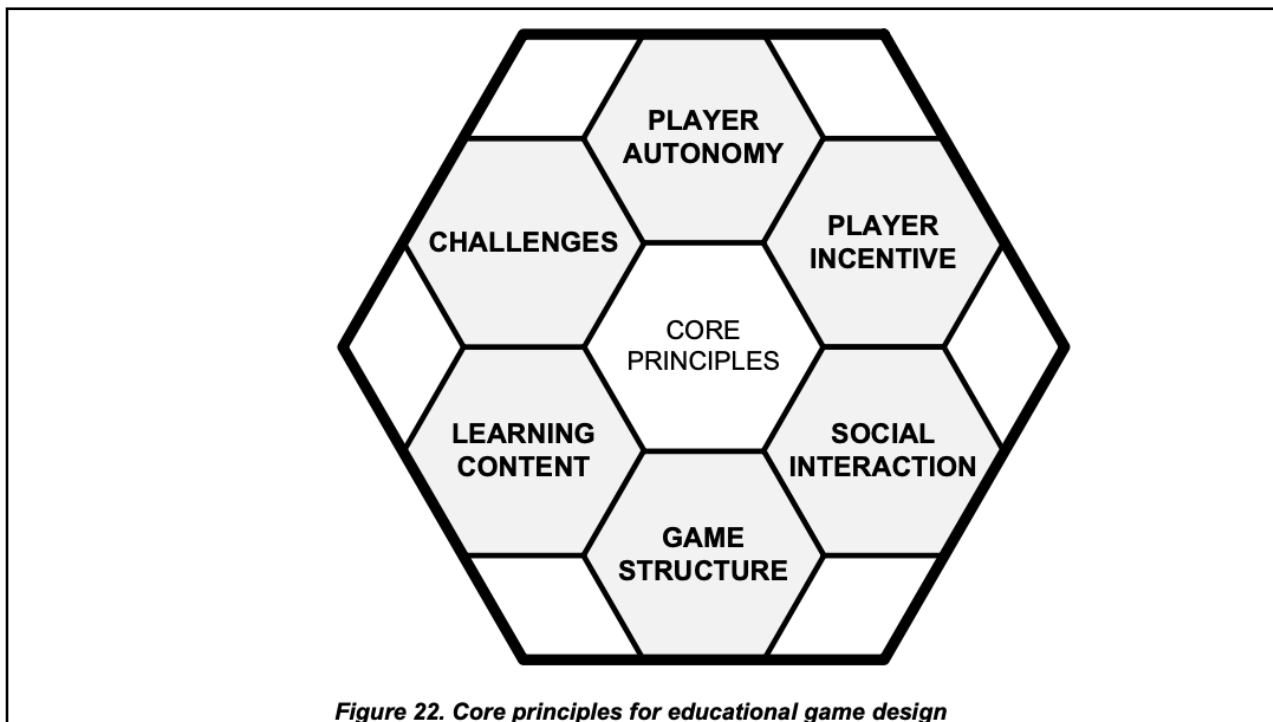 PLAYER
AUTONOMY
CHALLENGES
PLAYER
INCENTIVE
CORE
PRINCIPLES
LEARNING
CONTENT
SOCIAL
INTERACTION
GAME
STRUCTURE
Figure 22. Core principles for educational game design